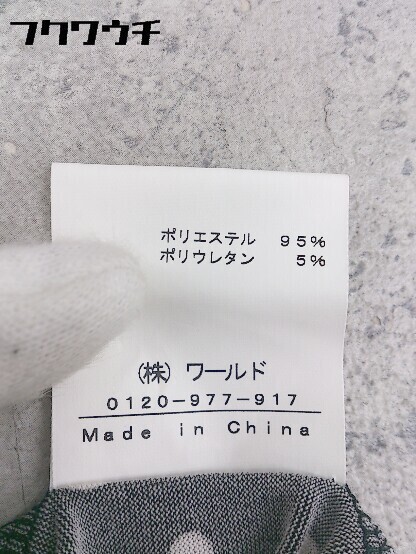 フクウウチ
ポリエステル 95%
ポリウレタン 5%
(株) ワールド
0120-977-917
Made in China